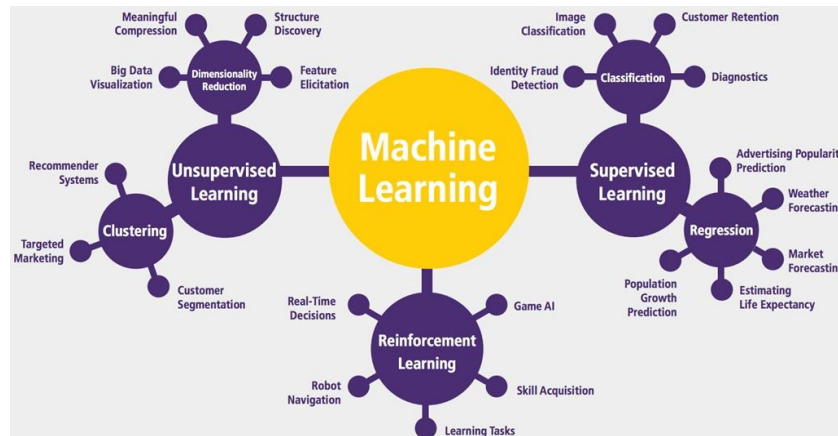 Meaningful
Compression
Structure
Discovery
Big Data
Visualization
Dimensionality
Reduction
Feature
Elicitation
Unsupervised
Learning
Recommender
Systems
Clustering
Targeted
Marketing
Customer
Segmentation
Machine
Learning
Image
Classification
Customer Retention
Identity Fraud
Detection
Classification
Diagnostics
Supervised
Learning
Advertising Popularit
Prediction
Weather
Forecastin
Regression
Market
Forecastin
Population
Growth
Prediction
Estimating
Life Expectancy
Real-Time
Decisions
Game AI
Reinforcement
Learning
Robot
Navigation
Skill Acquisition
Learning Tasks